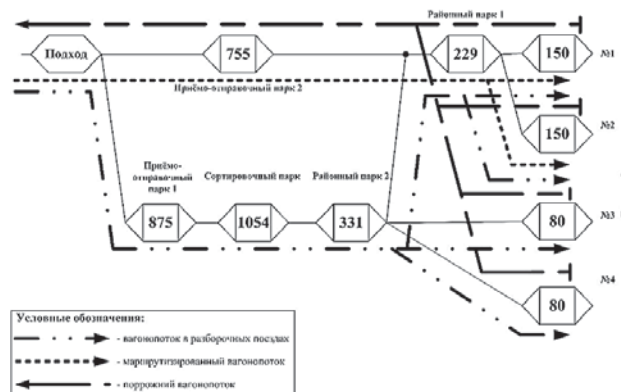 Районный парк 1
Подход
755
229
150
№1
Приёмо-отправочный парк 2
150
№2
Приёмо-
отправочный
парк 1
Сортировочный парк
Районный парк 2
875
1054
331
80
№3
80
№4
Условные обозначения:
- вагонопоток в разборочных поездах
- маршрутизированный вагонопоток
- порожний вагонопоток